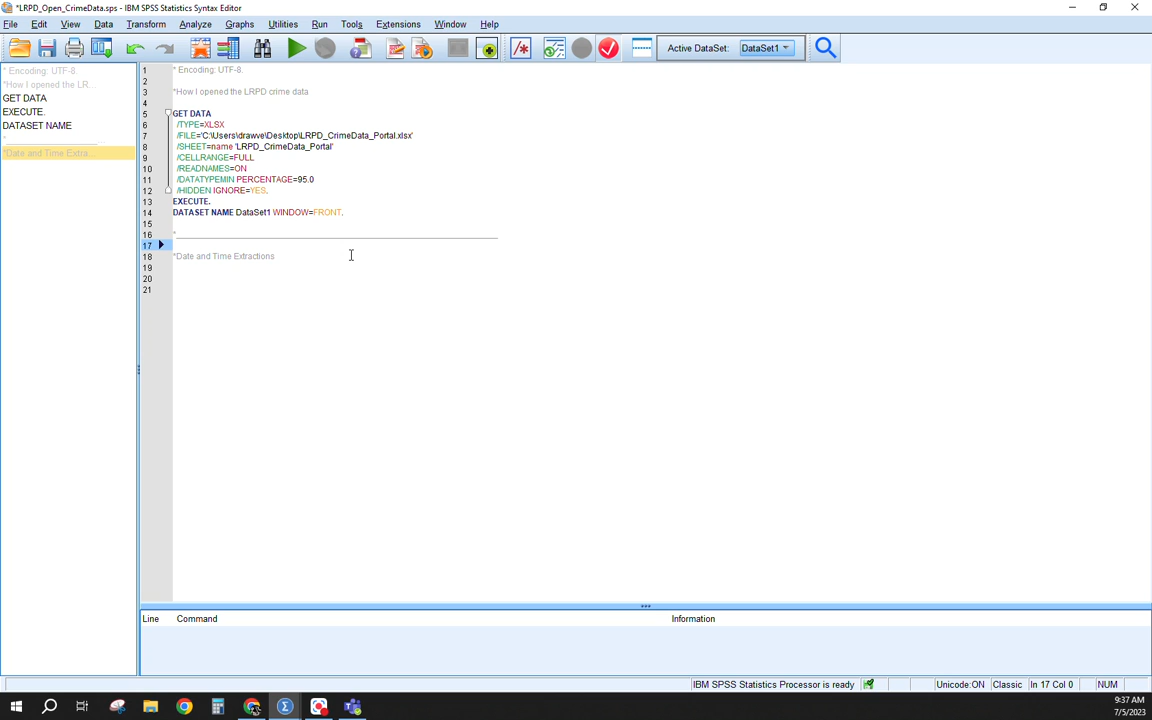 *LRPD_Open_CrimeData.sps - IBM SPSS Statistics Syntax Editor
File Edit View Data Transform Analyze Graphs Utilities Run Tools Extensions Window Help
Active DataSet: DataSet1
* Encoding: UTF-8.
*How I opened the LR...
GET DATA
EXECUTE.
DATASET NAME
*Date and Time Extra...
1 * Encoding: UTF-8.
2
3 *How I opened the LRPD crime data
4
5 GET DATA
6 /TYPE=XLSX
7 /FILE='C:\Users\drawve\Desktop\LRPD_CrimeData_Portal.xlsx'
8 /SHEET=name 'LRPD_CrimeData_Portal'
9 /CELLRANGE=FULL
10 /READNAMES=ON
11 /DATATYPEMIN PERCENTAGE=95.0
12 /HIDDEN IGNORE=YES.
13 EXECUTE.
14 DATASET NAME DataSet1 WINDOW=FRONT.
15
16 *______________________________
17
18 *Date and Time Extractions
19
20
21
Line Command Information
IBM SPSS Statistics Processor is ready Unicode:ON Classic In 17 Col 0 NUM
9:37 AM
7/5/2023